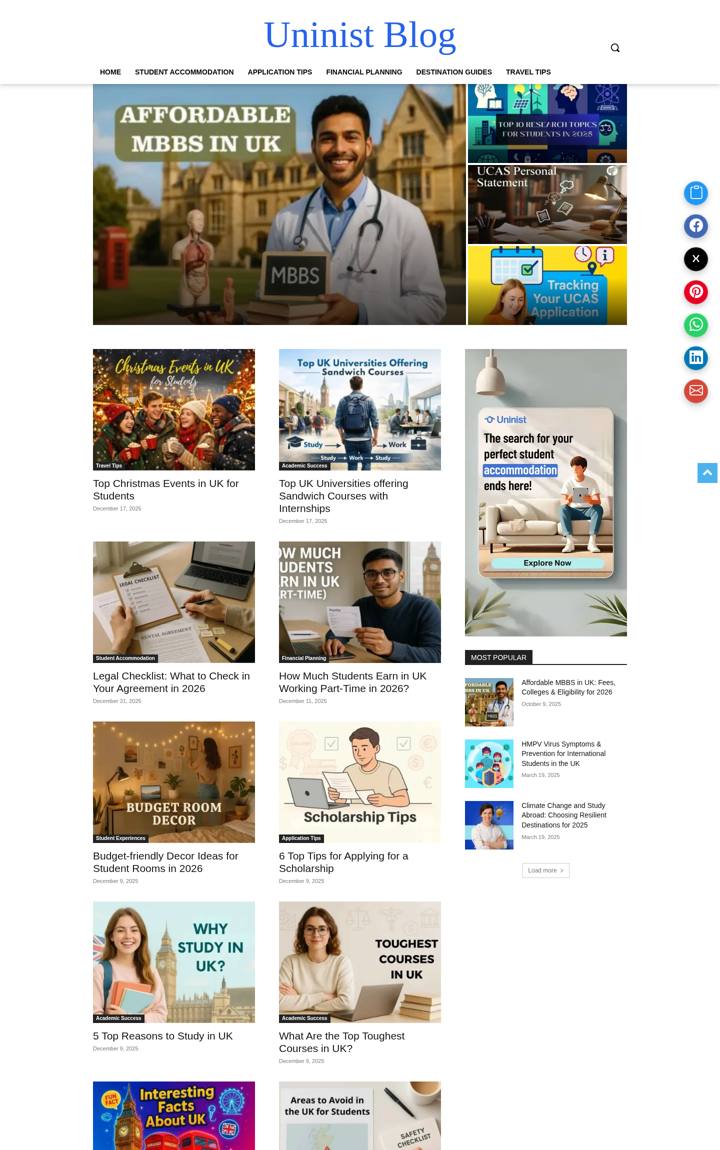 Uninist Blog
HOME
STUDENT ACCOMMODATION
APPLICATION TIPS
FINANCIAL PLANNING
DESTINATION GUIDES
TRAVEL TIPS
AFFORDABLE
MBBS IN UK
MBBS
TOP 10 RESEARCH TOPICS
FOR STUDENTS IN 2025
UCAS Personal
Statement
Tracking
Your UCAS
Application
Christmas Events in UK
for Students
Travel Tips
Top Christmas Events in UK for
Students
December 17, 2025
Top UK Universities Offering
Sandwich Courses
Study
Work
Study Work Study
Academic Success
Top UK Universities offering
Sandwich Courses with
Internships
December 17, 2025
LEGAL CHECKLIST
RENTAL AGREEMENT
Student Accommodation
Legal Checklist: What to Check in
Your Agreement in 2026
December 31, 2025
OW MUCH
UDENTS
RN IN UK
RT-TIME)
Financial Planning
How Much Students Earn in UK
Working Part-Time in 2026?
December 11, 2025
BUDGET ROOM
DECOR
Student Experiences
Budget-friendly Decor Ideas for
Student Rooms in 2026
December 9, 2025
Scholarship Tips
Application Tips
6 Top Tips for Applying for a
Scholarship
December 9, 2025
WHY
STUDY IN
UK?
Academic Success
5 Top Reasons to Study in UK
December 9, 2025
TOUGHEST
COURSES
IN UK
Academic Success
What Are the Top Toughest
Courses in UK?
December 9, 2025
FUN
FACT
Interesting
Facts
About UK
Areas to Avoid in
the UK for Students
SAFETY
CHECKLIST
Uninist
The search for your
perfect student
accommodation
ends here!
Explore Now
MOST POPULAR
Affordable MBBS in UK: Fees,
Colleges & Eligibility for 2026
October 9, 2025
HMPV Virus Symptoms &
Prevention for International
Students in the UK
March 19, 2025
Climate Change and Study
Abroad: Choosing Resilient
Destinations for 2025
March 19, 2025
Load more